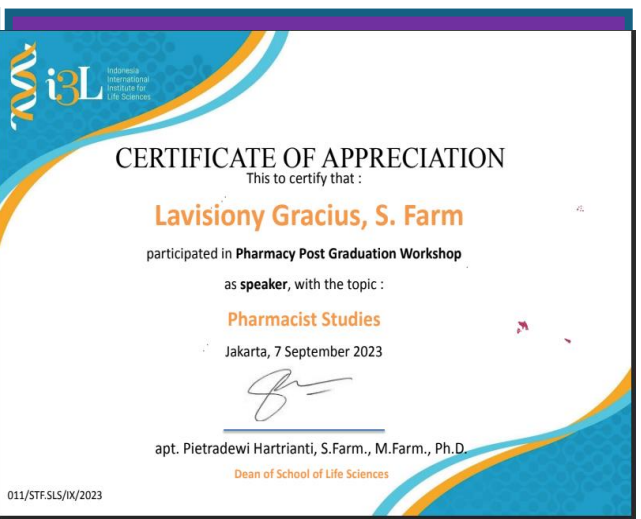 i3L
Indonesia
International
Institute for
Life Sciences
CERTIFICATE OF APPRECIATION
This to certify that :
Lavisiony Gracius, S. Farm
participated in Pharmacy Post Graduation Workshop
as speaker, with the topic :
Pharmacist Studies
Jakarta, 7 September 2023
apt. Pietradewi Hartrianti, S.Farm., M.Farm., Ph.D.
Dean of School of Life Sciences
011/STF.SLS/IX/2023